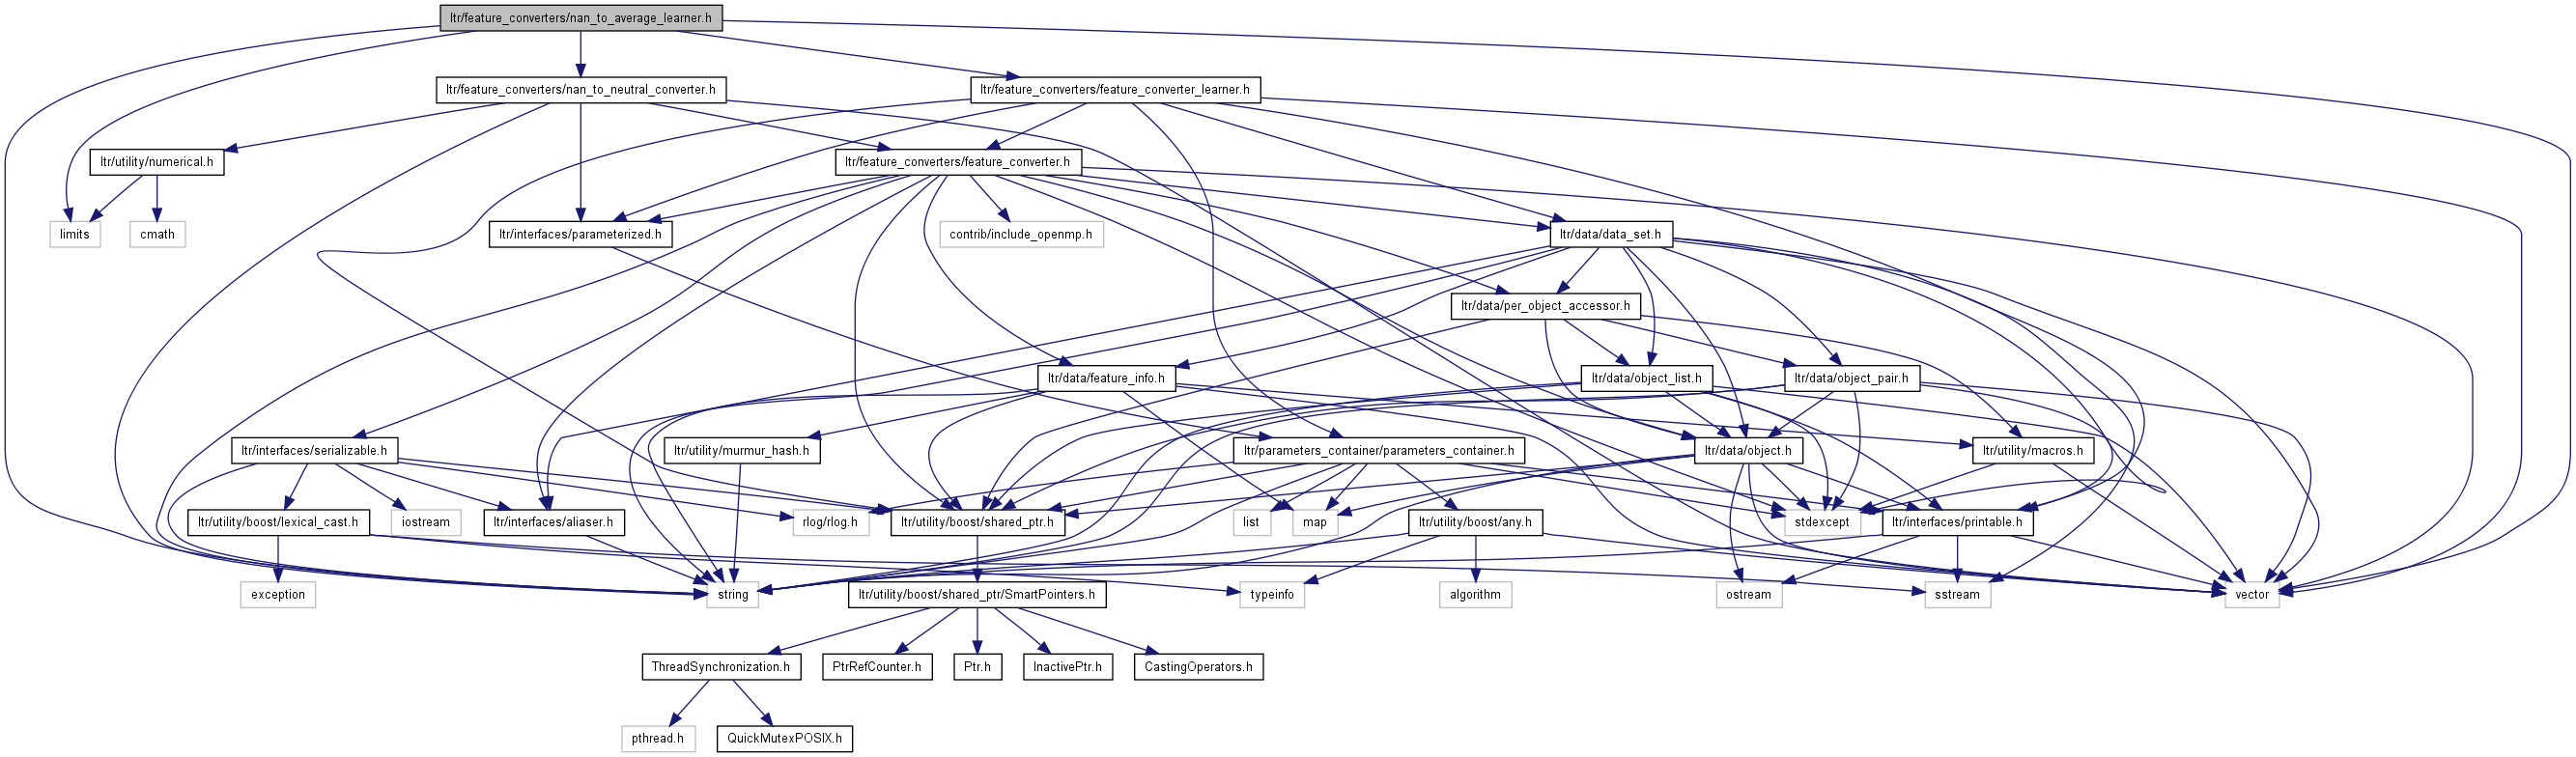 ltr/feature_converters/nan_to_average_learner.h
ltr/feature_converters/nan_to_neutral_converter.h
ltr/feature_converters/feature_converter_learner.h
ltr/utility/numerical.h
ltr/feature_converters/feature_converter.h
limits
cmath
ltr/interfaces/parameterized.h
contrib/include_openmp.h
ltr/data/data_set.h
ltr/data/per_object_accessor.h
ltr/data/feature_info.h
ltr/data/object_list.h
ltr/data/object_pair.h
ltr/interfaces/serializable.h
ltr/utility/murmur_hash.h
ltr/parameters_container/parameters_container.h
ltr/data/object.h
ltr/utility/macros.h
ltr/utility/boost/lexical_cast.h
iostream
ltr/interfaces/aliaser.h
rlog/rlog.h
ltr/utility/boost/shared_ptr.h
list
map
ltr/utility/boost/any.h
stdexcept
ltr/interfaces/printable.h
exception
string
ltr/utility/boost/shared_ptr/SmartPointers.h
typeinfo
algorithm
ostream
sstream
vector
ThreadSynchronization.h
PtrRefCounter.h
Ptr.h
InactivePtr.h
CastingOperators.h
pthread.h
QuickMutexPOSIX.h